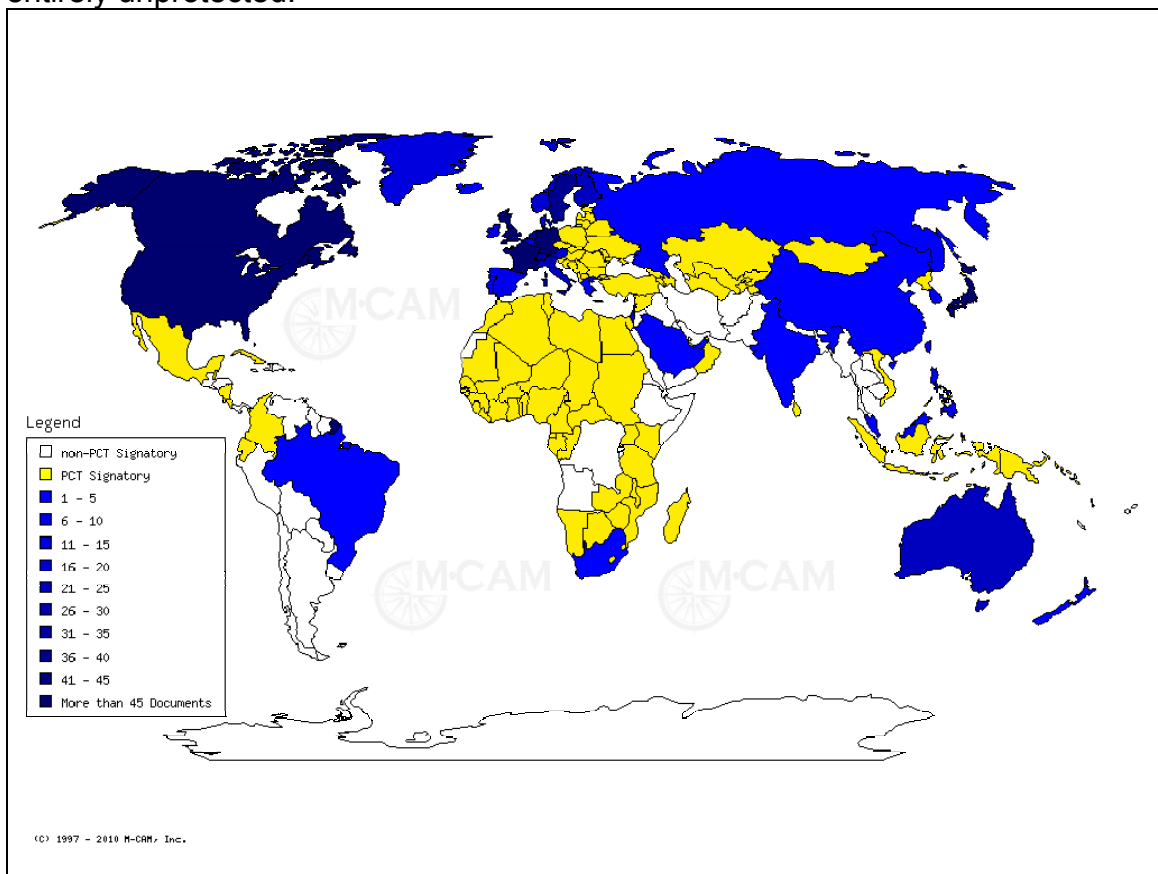 entirely unprotected.
M·CAM
Legend
non-PCT Signatory
PCT Signatory
1 - 5
6 - 10
11 - 15
16 - 20
21 - 25
26 - 30
31 - 35
36 - 40
41 - 45
More than 45 Documents
M·CAM
M·CAM
(C) 1997 - 2010 M-CAM, Inc.